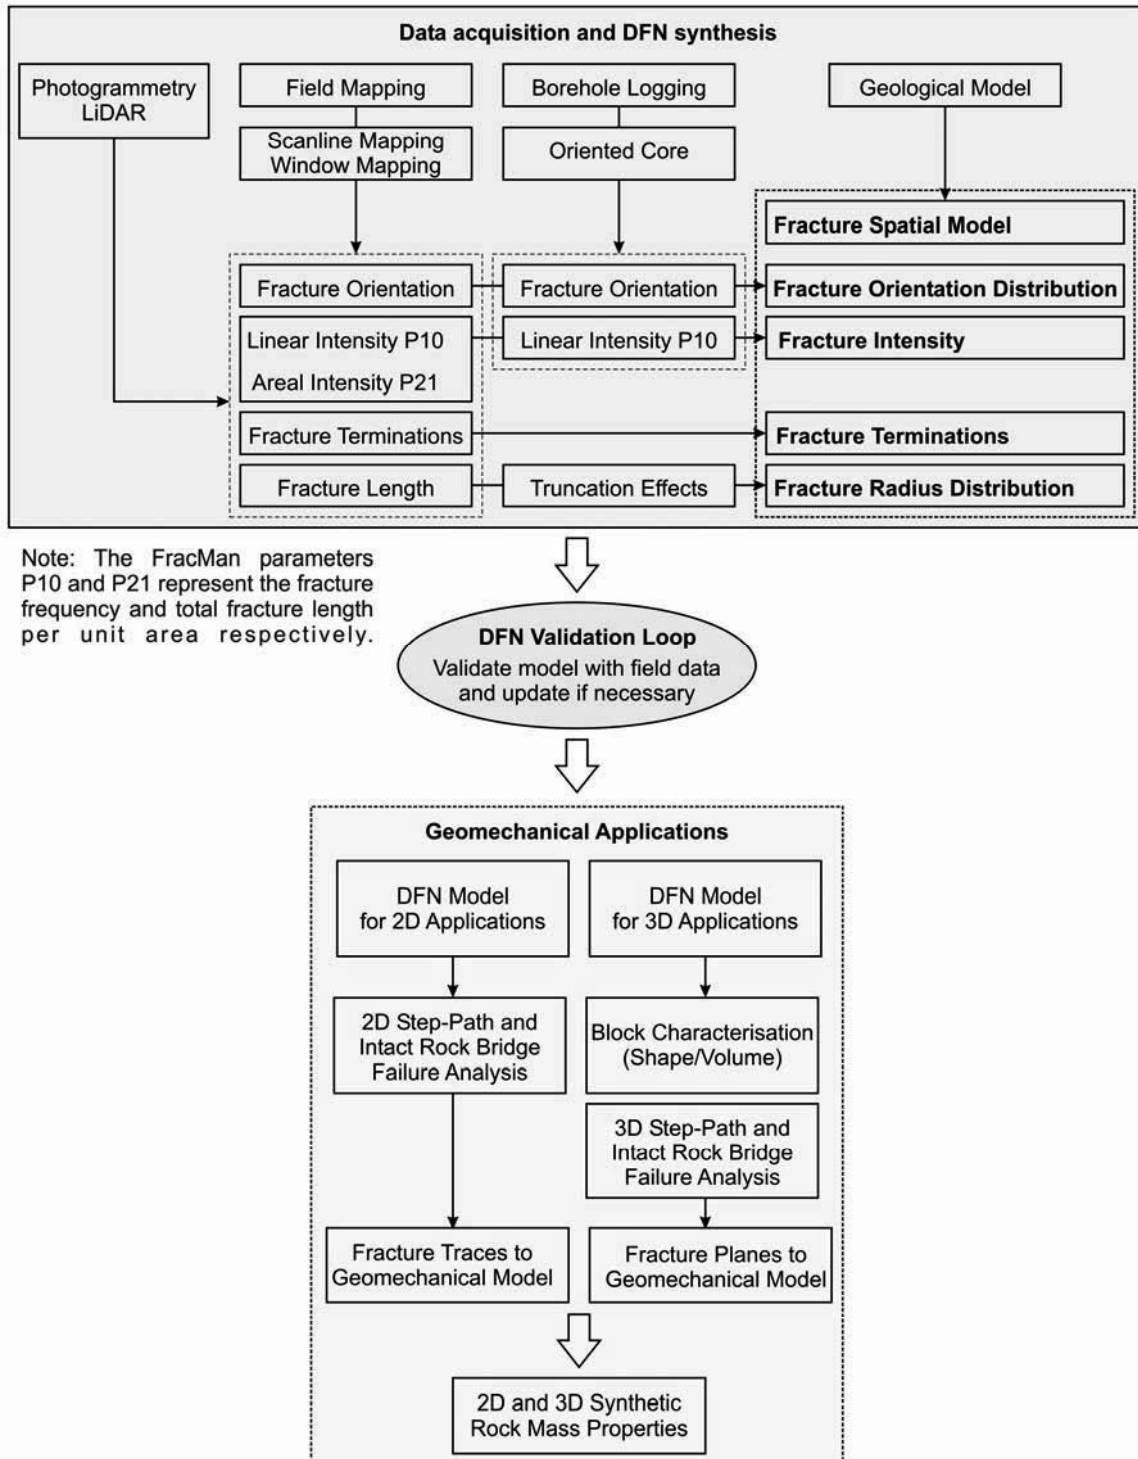 Data acquisition and DFN synthesis
Photogrammetry
LiDAR
Field Mapping
Borehole Logging
Geological Model
Scanline Mapping
Window Mapping
Oriented Core
Fracture Spatial Model
Fracture Orientation
Fracture Orientation
Fracture Orientation Distribution
Linear Intensity P10
Areal Intensity P21
Linear Intensity P10
Fracture Intensity
Fracture Terminations
Fracture Terminations
Fracture Length
Truncation Effects
Fracture Radius Distribution
Note: The FracMan parameters
P10 and P21 represent the fracture
frequency and total fracture length
per unit area respectively.
DFN Validation Loop
Validate model with field data
and update if necessary
Geomechanical Applications
DFN Model
for 2D Applications
DFN Model
for 3D Applications
2D Step-Path and
Intact Rock Bridge
Failure Analysis
Block Characterisation
(Shape/Volume)
3D Step-Path and
Intact Rock Bridge
Failure Analysis
Fracture Traces to
Geomechanical Model
Fracture Planes to
Geomechanical Model
2D and 3D Synthetic
Rock Mass Properties